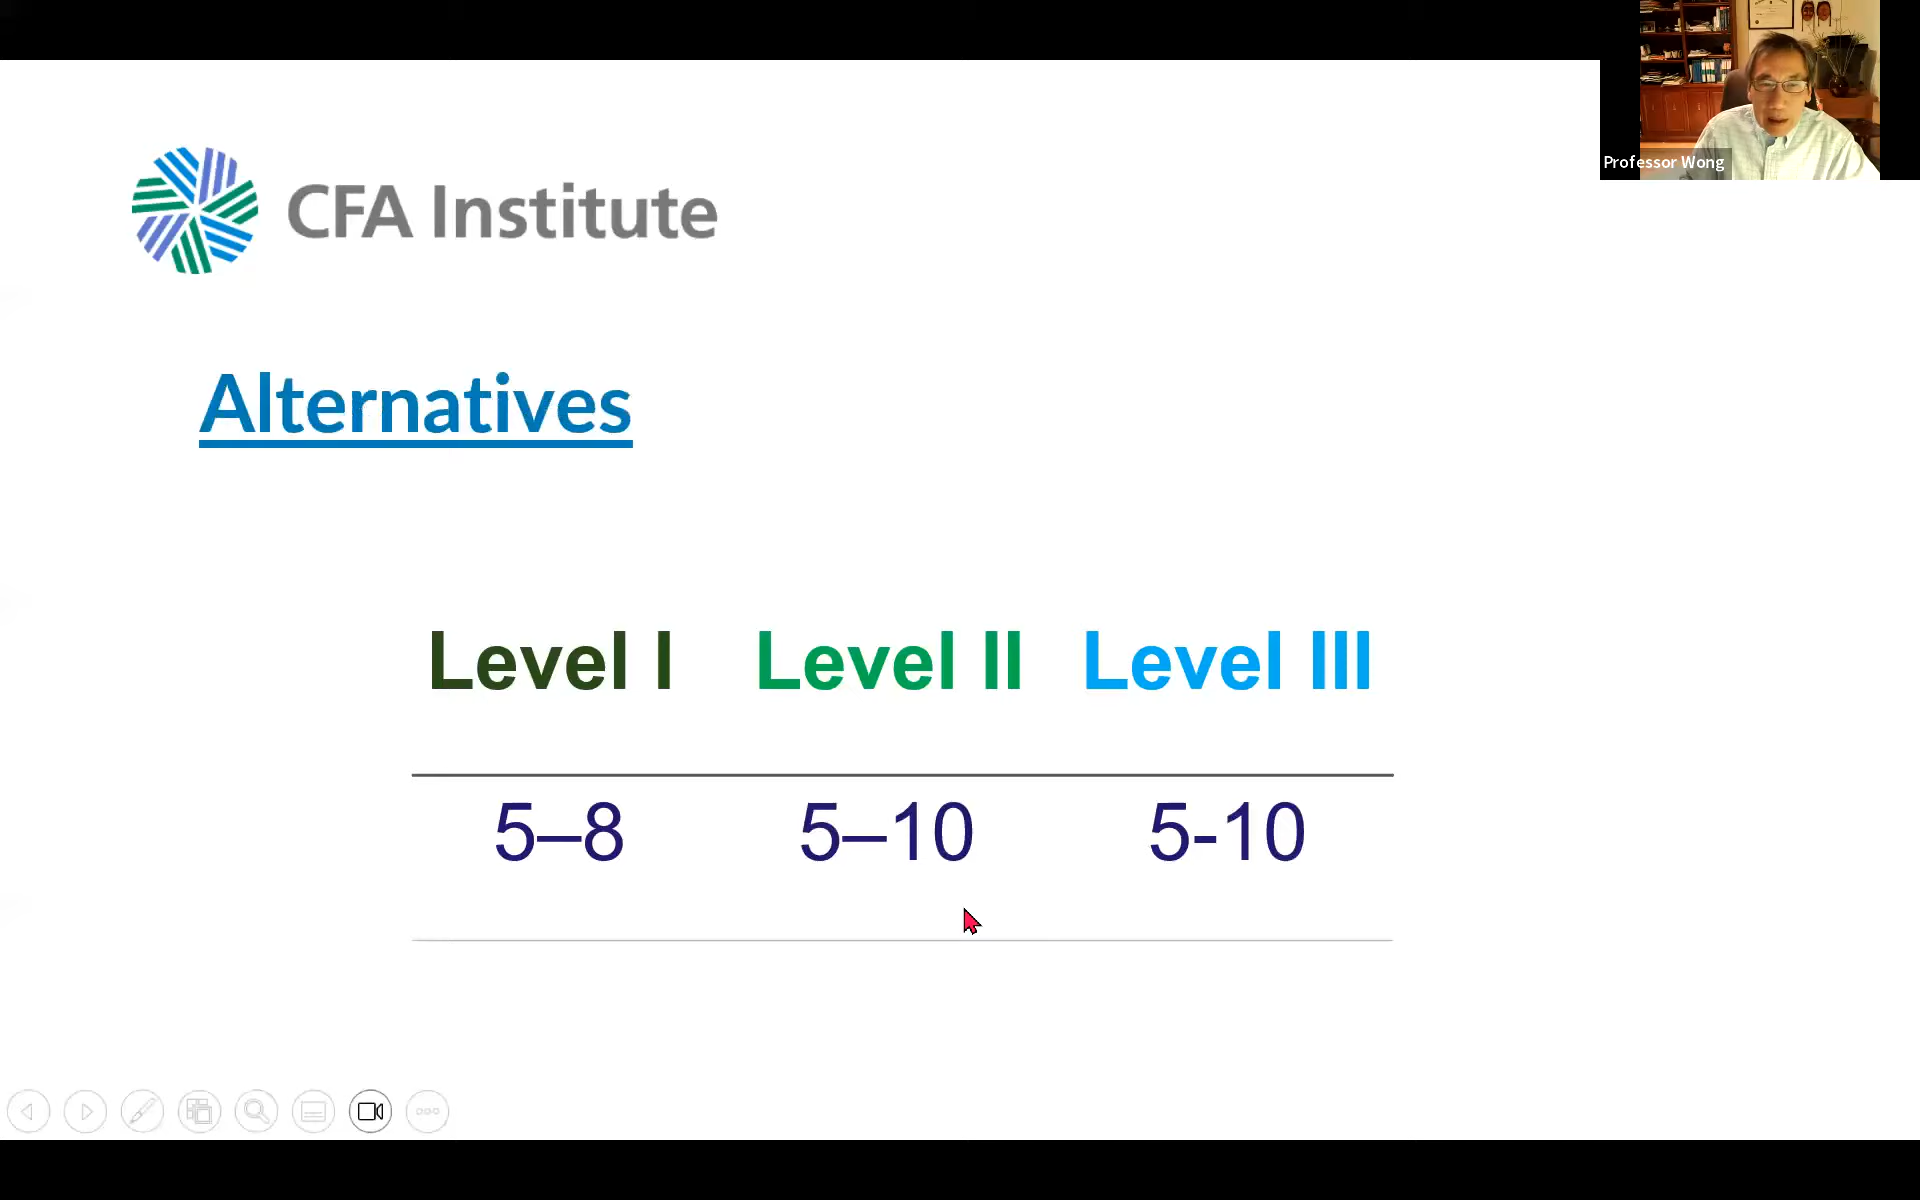 Professor Wong
CFA Institute
Alternatives
Level I Level II Level III
5–8 5–10 5-10